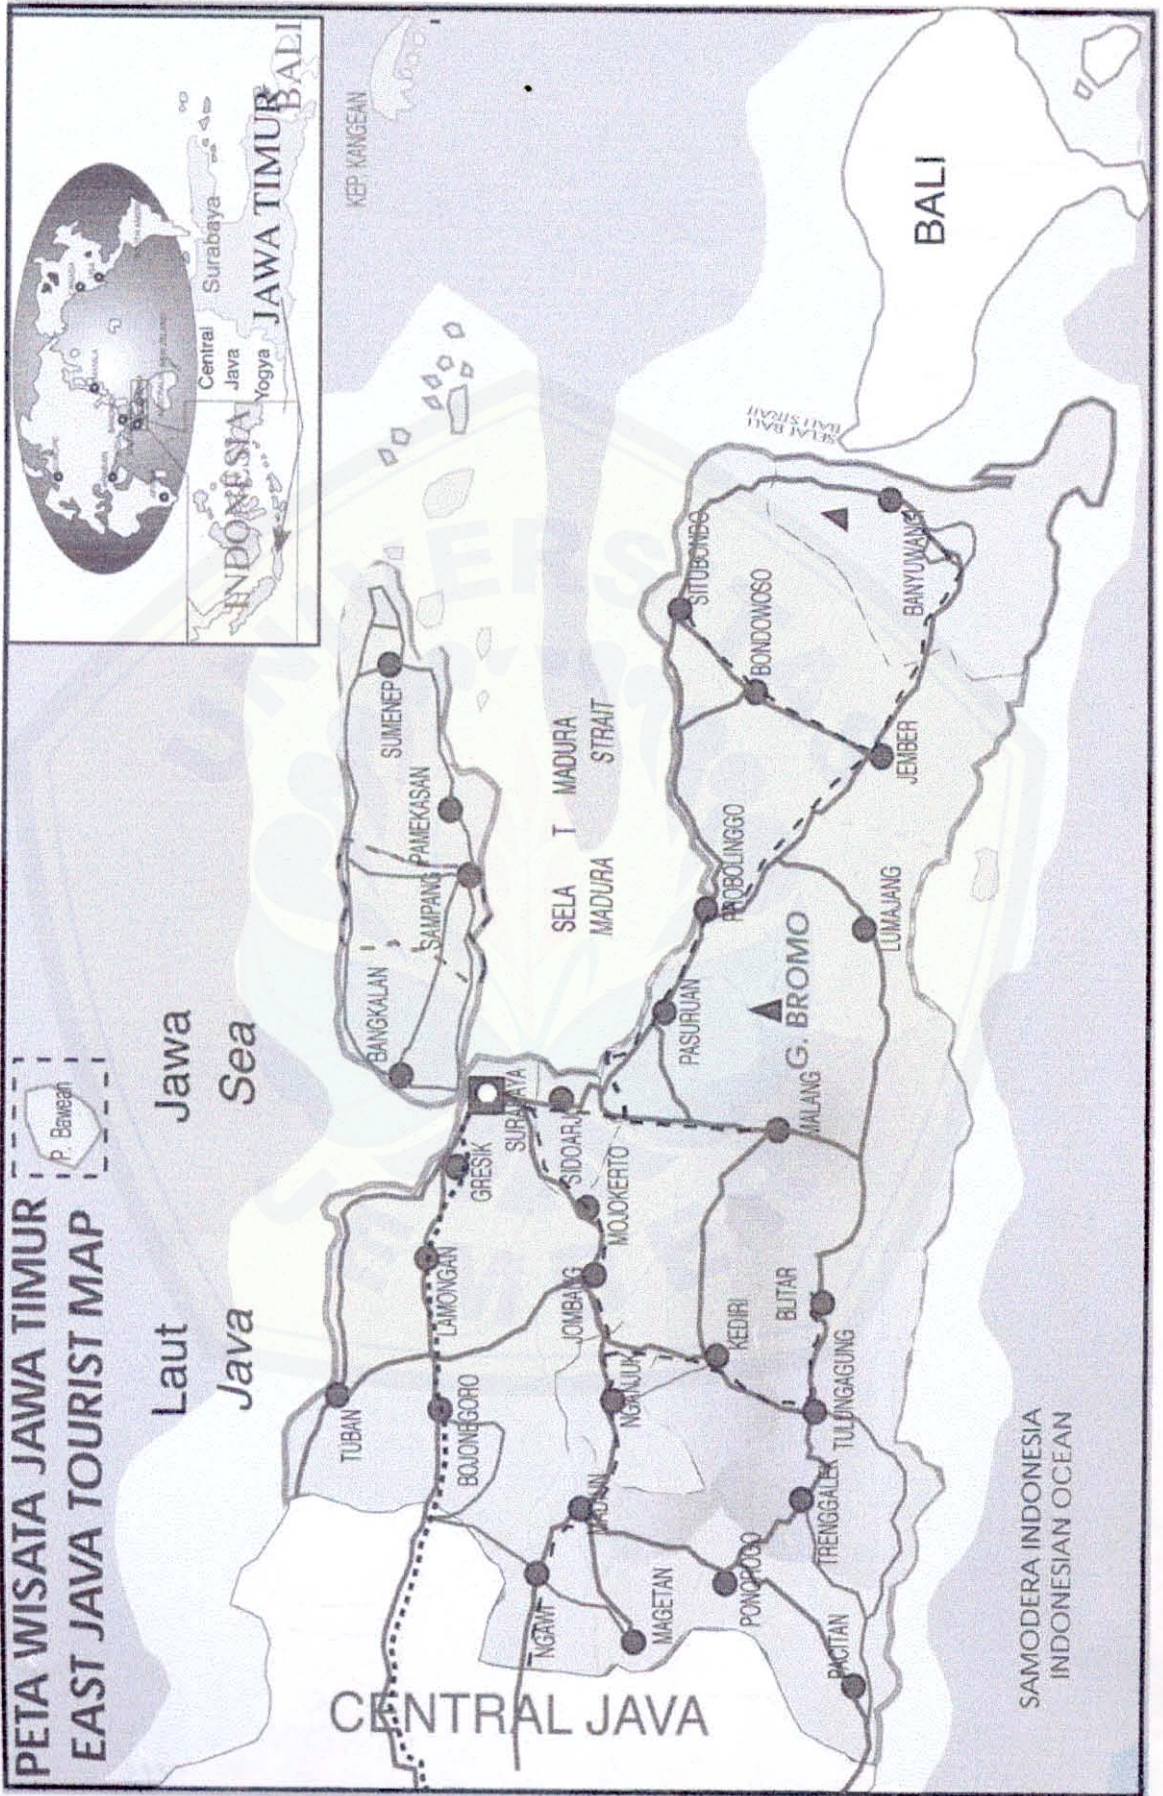 PETA WISATA JAWA TIMUR
EAST JAVA TOURIST MAP
P. Bawean
Laut Jawa
Java Sea
INDONESIA
Central
Java
Yogya
Surabaya
JAWA TIMUR
BALI
KEP. KANGEAN
TUBAN
BOJONEGORO
LAMONGAN
GRESIK
SURABAYA
BANGKALAN
SAMPANG
PAMEKASAN
SUMENEP
SELA T MADURA
MADURA STRAIT
CENTRAL JAVA
NGAWI
MAGETAN
MADIUN
NGANJUK
JOMBANG
MOJOKERTO
SIDOARJ
PASURUAN
PROBOLINGGO
SITUBONDO
BONDOWOSO
SELAT BALI
BALI STRAIT
PONOROGO
PACITAN
TRENGGALEK
TULUNGAGUNG
KEDIRI
BLITAR
MALANG
G. BROMO
LUMAJANG
JEMBER
BANYUWANGI
BALI
SAMODERA INDONESIA
INDONESIAN OCEAN